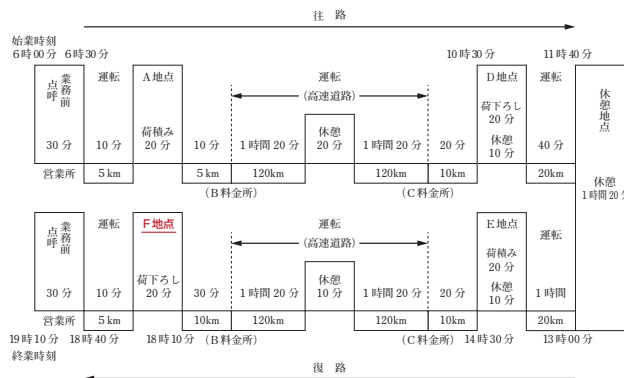 往 路
始業時刻
6時00分 6時30分 10時30分 11時40分
業務前点呼 運転 A地点 運転 D地点 運転 休憩地点
(高速道路)
荷積み 荷下ろし
20分
休憩 休憩
30分 10分 20分 10分 1時間20分 20分 1時間20分 20分 10分 40分
休憩
1時間20分
営業所 5km 5km 120km 120km 10km 20km
(B料金所) (C料金所)
業務前点呼 運転 F地点 運転 E地点 運転
(高速道路)
荷積み
荷下ろし 20分
休憩 休憩
30分 10分 20分 30分 1時間20分 10分 1時間20分 20分 10分 1時間
営業所 5km 10km 120km 120km 10km 20km
19時10分 18時40分 18時10分 (B料金所) (C料金所) 14時30分 13時00分
終業時刻
復 路